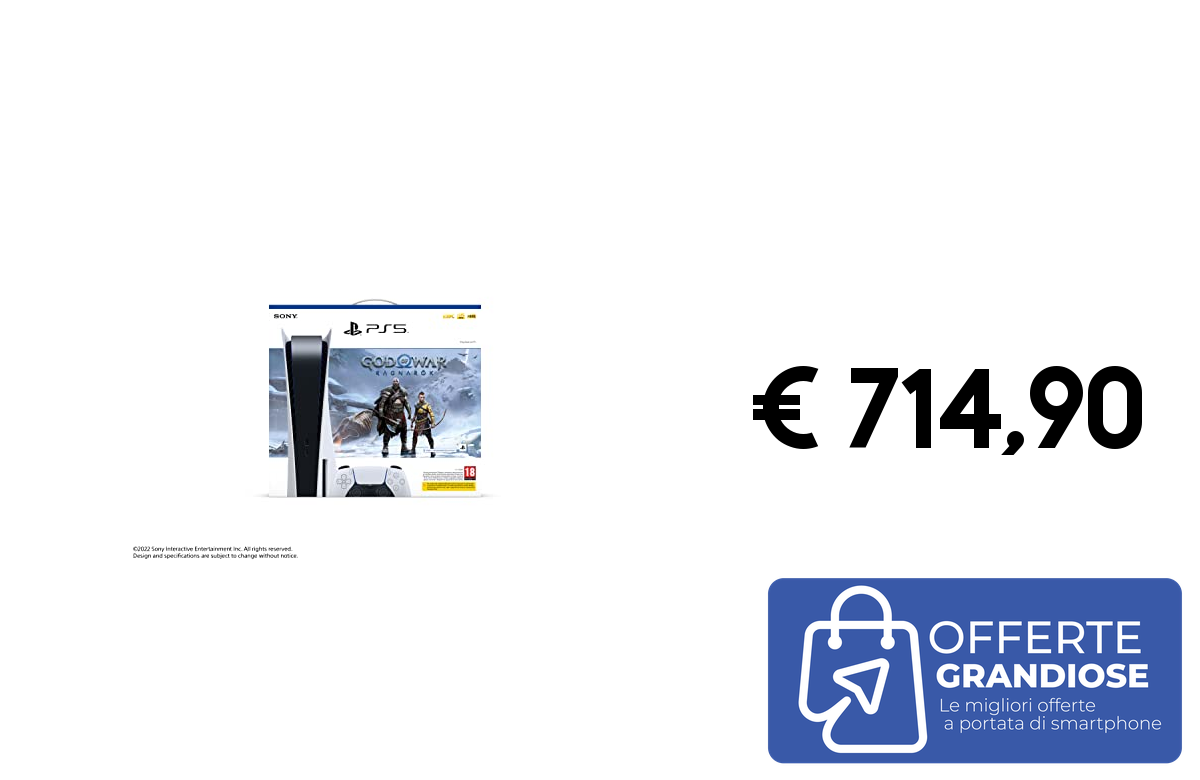 SONY
PS5
GOD OF WAR
RAGNARÖK
18
€ 714,90
©2022 Sony Interactive Entertainment Inc. All rights reserved.
Design and specifications are subject to change without notice.
OFFERTE
GRANDIOSE
Le migliori offerte
a portata di smartphone